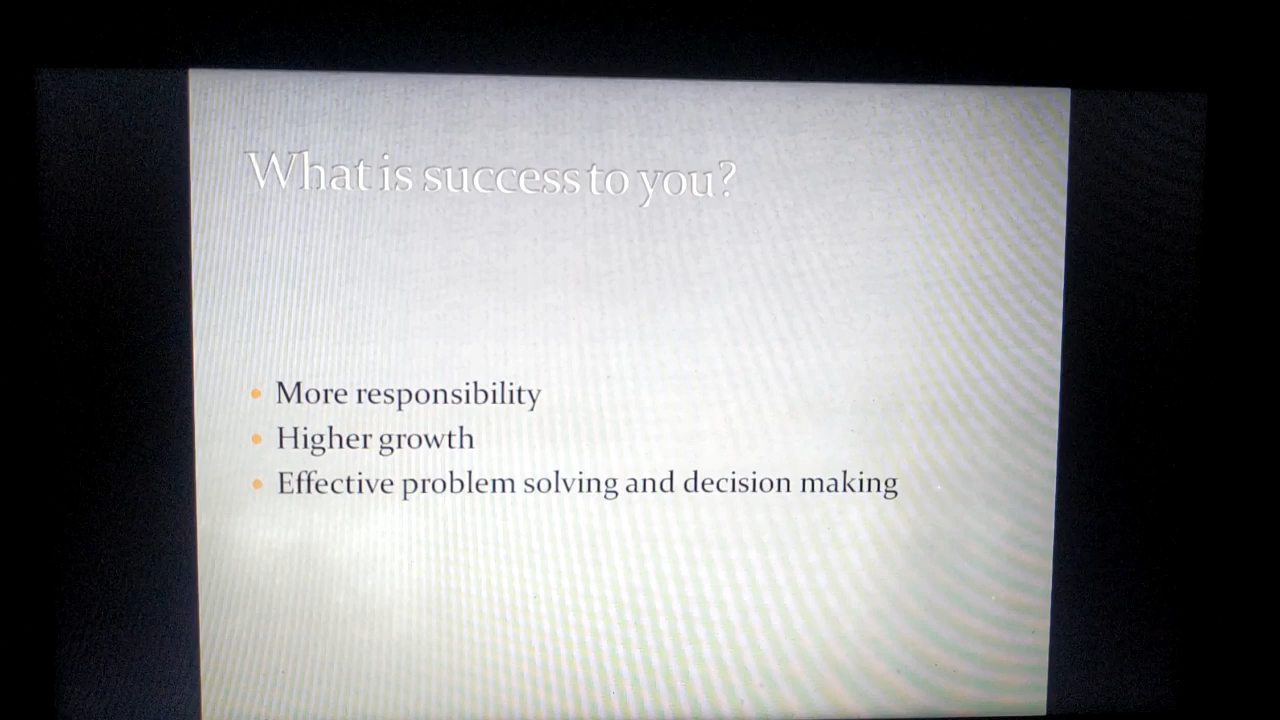 What is success to you?
More responsibility
Higher growth
Effective problem solving and decision making